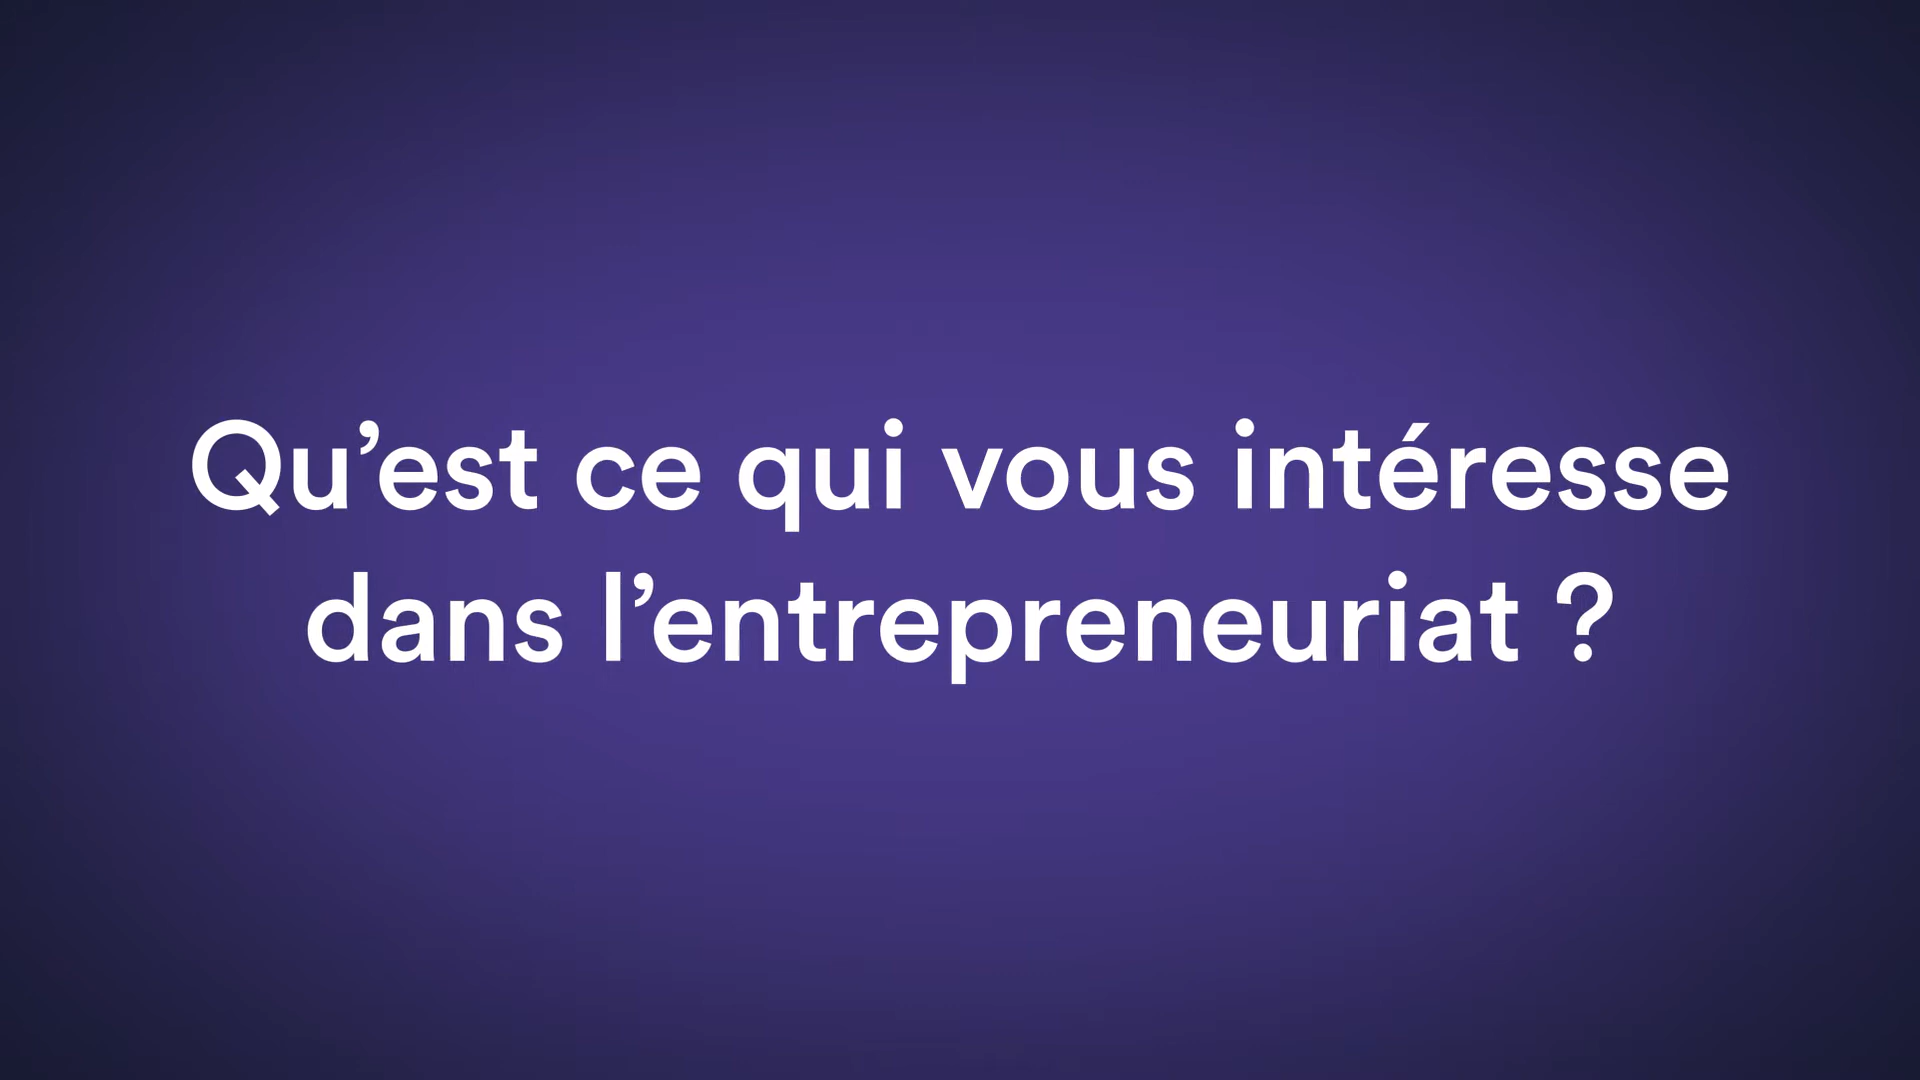 Qu’est ce qui vous intéresse
dans l’entrepreneuriat ?